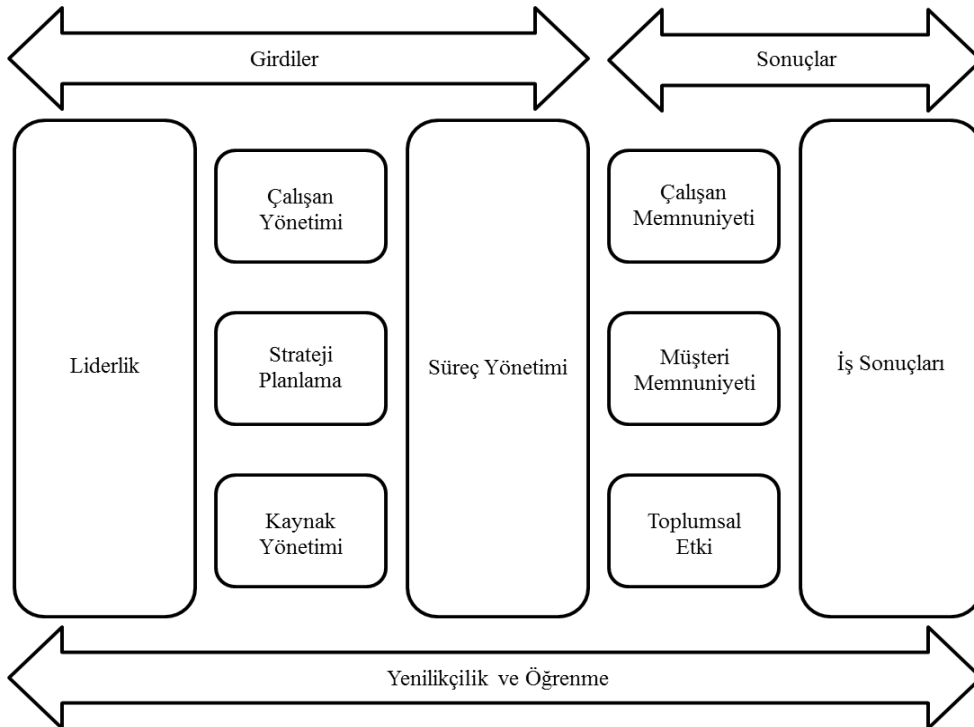 Girdiler
Sonuçlar
Liderlik
Çalışan
Yönetimi
Strateji
Planlama
Kaynak
Yönetimi
Süreç Yönetimi
Çalışan
Memnuniyeti
Müşteri
Memnuniyeti
Toplumsal
Etki
İş Sonuçları
Yenilikçilik ve Öğrenme